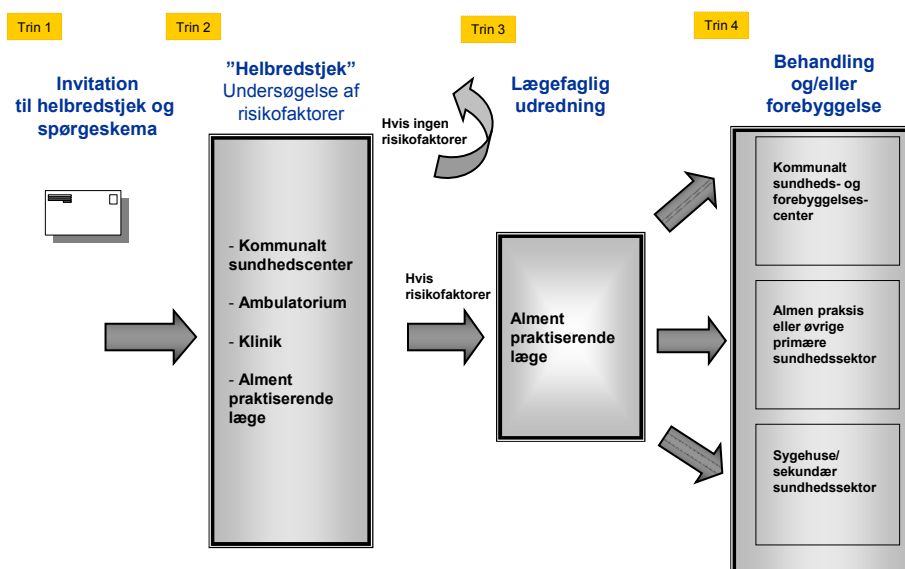 Trin 1
Trin 2
Trin 3
Trin 4
Invitation
til helbredstjek og
spørgeskema
”Helbredstjek”
Undersøgelse af
risikofaktorer
Hvis ingen
risikofaktorer
Lægefaglig
udredning
Behandling
og/eller
forebyggelse
- Kommunalt
sundhedscenter
- Ambulatorium
- Klinik
- Alment
praktiserende
læge
Hvis
risikofaktorer
Alment
praktiserende
læge
Kommunalt
sundheds- og
forebyggelses-
center
Almen praksis
eller øvrige
primære
sundhedssektor
Sygehuse/
sekundær
sundhedssektor